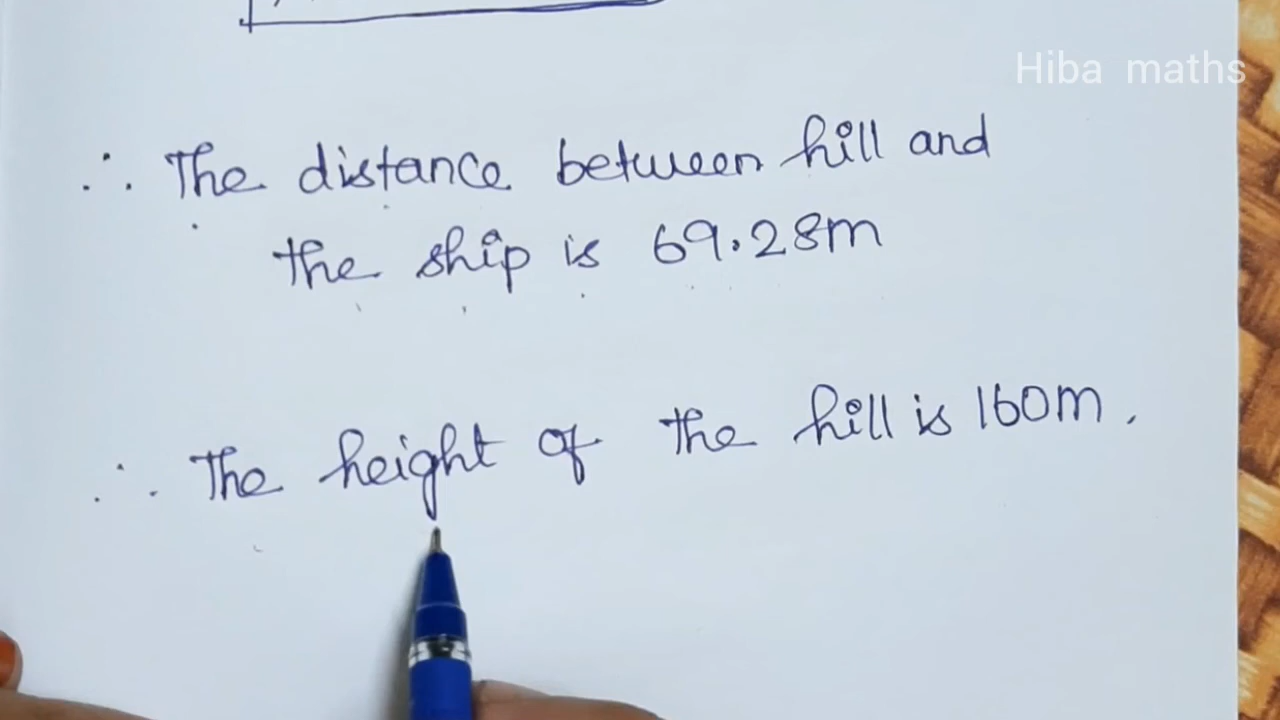 Hiba maths
∴ The distance between hill and
the ship is 69.28m
∴ The height of the hill is 160m.